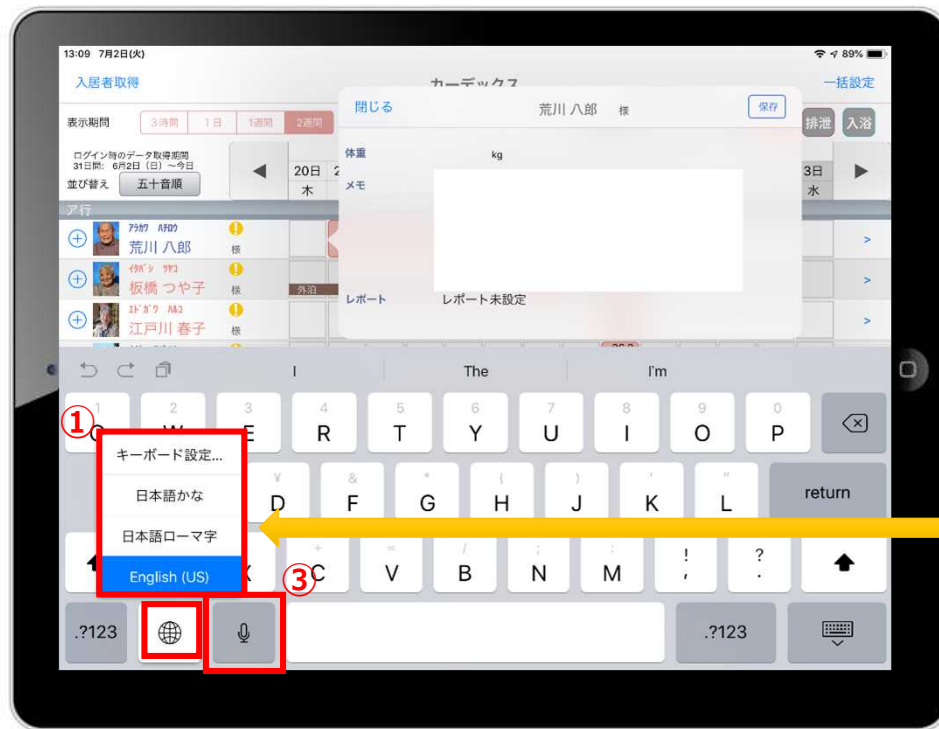 13:09 7月2日(火)
89%
入居者取得
カーデックス
一括設定
表示期間
3時間
1日
1週間
2週間
閉じる
荒川 八郎 様
保存
排泄
入浴
ログイン時のデータ取得期間
31日間: 6月2日(日)~今日
並び替え
五十音順
20日
木
3日
水
体重
kg
メモ
ア行
アラカワ ハチロウ
荒川 八郎 様
イタバシ ツヤコ
板橋 つや子 様
外泊
エドガワ ハルコ
江戸川 春子 様
レポート
レポート未設定
I
The
I'm
1 2 3 4 5 6 7 8 9 0
E R T Y U I O P
①
キーボード設定...
日本語かな
日本語ローマ字
English (US)
¥ & * ( ) ' "
D F G H J K L
return
+ = / ; : ! ?
X C V B N M , .
③
.?123
.?123